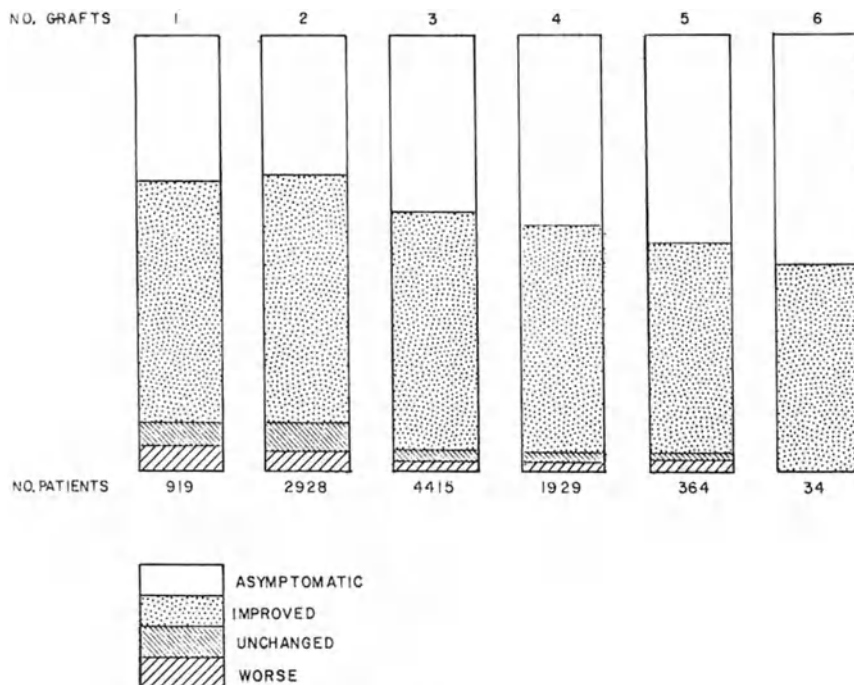 NO. GRAFTS 1 2 3 4 5 6
NO. PATIENTS 919 2928 4415 1929 364 34
ASYMPTOMATIC
IMPROVED
UNCHANGED
WORSE